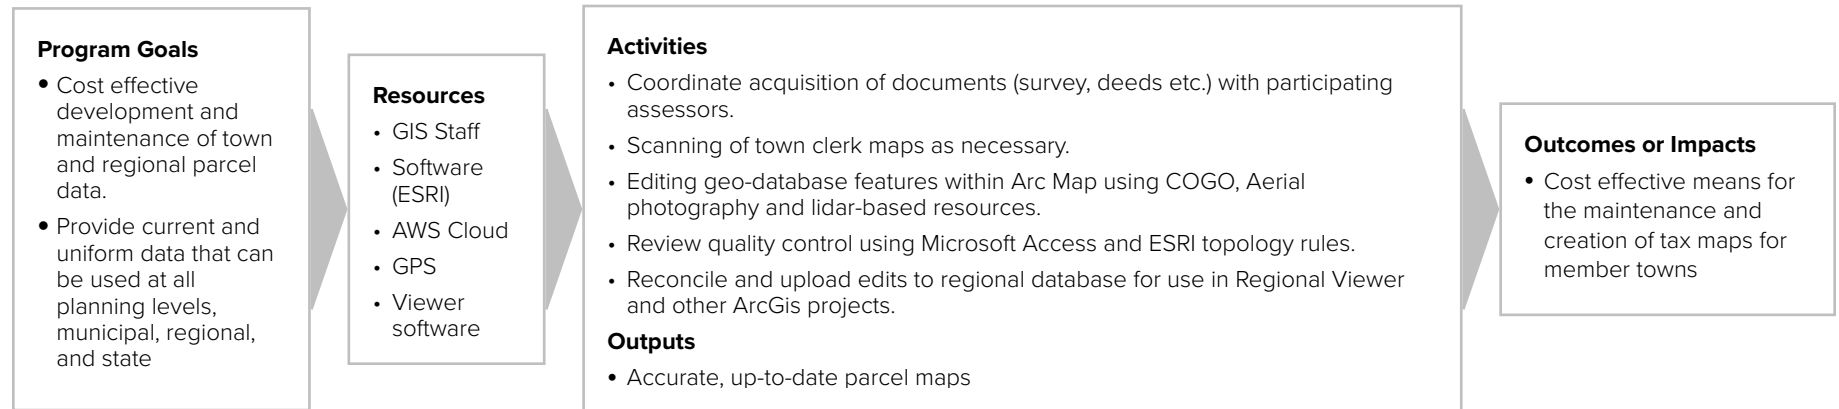 Program Goals
• Cost effective
development and
maintenance of town
and regional parcel
data.
• Provide current and
uniform data that can
be used at all
planning levels,
municipal, regional,
and state
Resources
• GIS Staff
• Software
(ESRI)
• AWS Cloud
• GPS
• Viewer
software
Activities
• Coordinate acquisition of documents (survey, deeds etc.) with participating
assessors.
• Scanning of town clerk maps as necessary.
• Editing geo-database features within Arc Map using COGO, Aerial
photography and lidar-based resources.
• Review quality control using Microsoft Access and ESRI topology rules.
• Reconcile and upload edits to regional database for use in Regional Viewer
and other ArcGis projects.
Outputs
• Accurate, up-to-date parcel maps
Outcomes or Impacts
• Cost effective means for
the maintenance and
creation of tax maps for
member towns